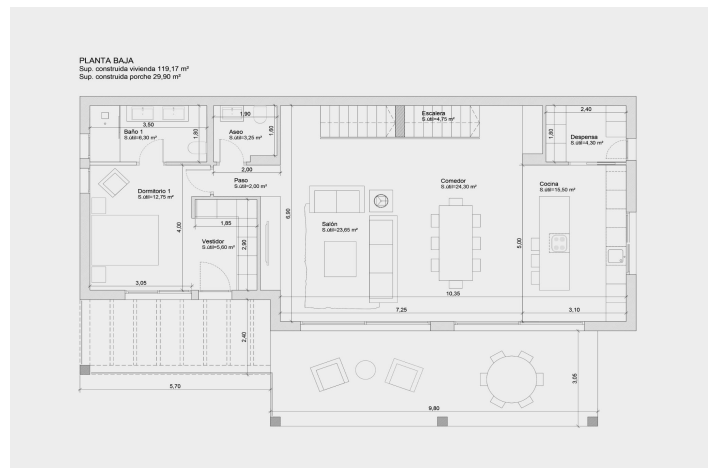 PLANTA BAJA
Sup. construida vivienda 119,17 m²
Sup. construida porche 29,90 m²
3,50
Baño 1
S.útil=6,30 m²
1,80
1,90
Aseo
S.útil=3,25 m²
1,80
2,00
Escalera
S.útil=4,75 m²
2,40
1,80
Despensa
S.útil=4,30 m²
Paso
S.útil=2,00 m²
Dormitorio 1
S.útil=12,75 m²
4,00
3,05
1,85
Vestidor
S.útil=5,60 m²
2,90
6,90
Salón
S.útil=23,65 m²
Comedor
S.útil=24,30 m²
Cocina
S.útil=15,50 m²
5,00
10,35
7,25
3,10
2,40
5,70
3,05
9,80